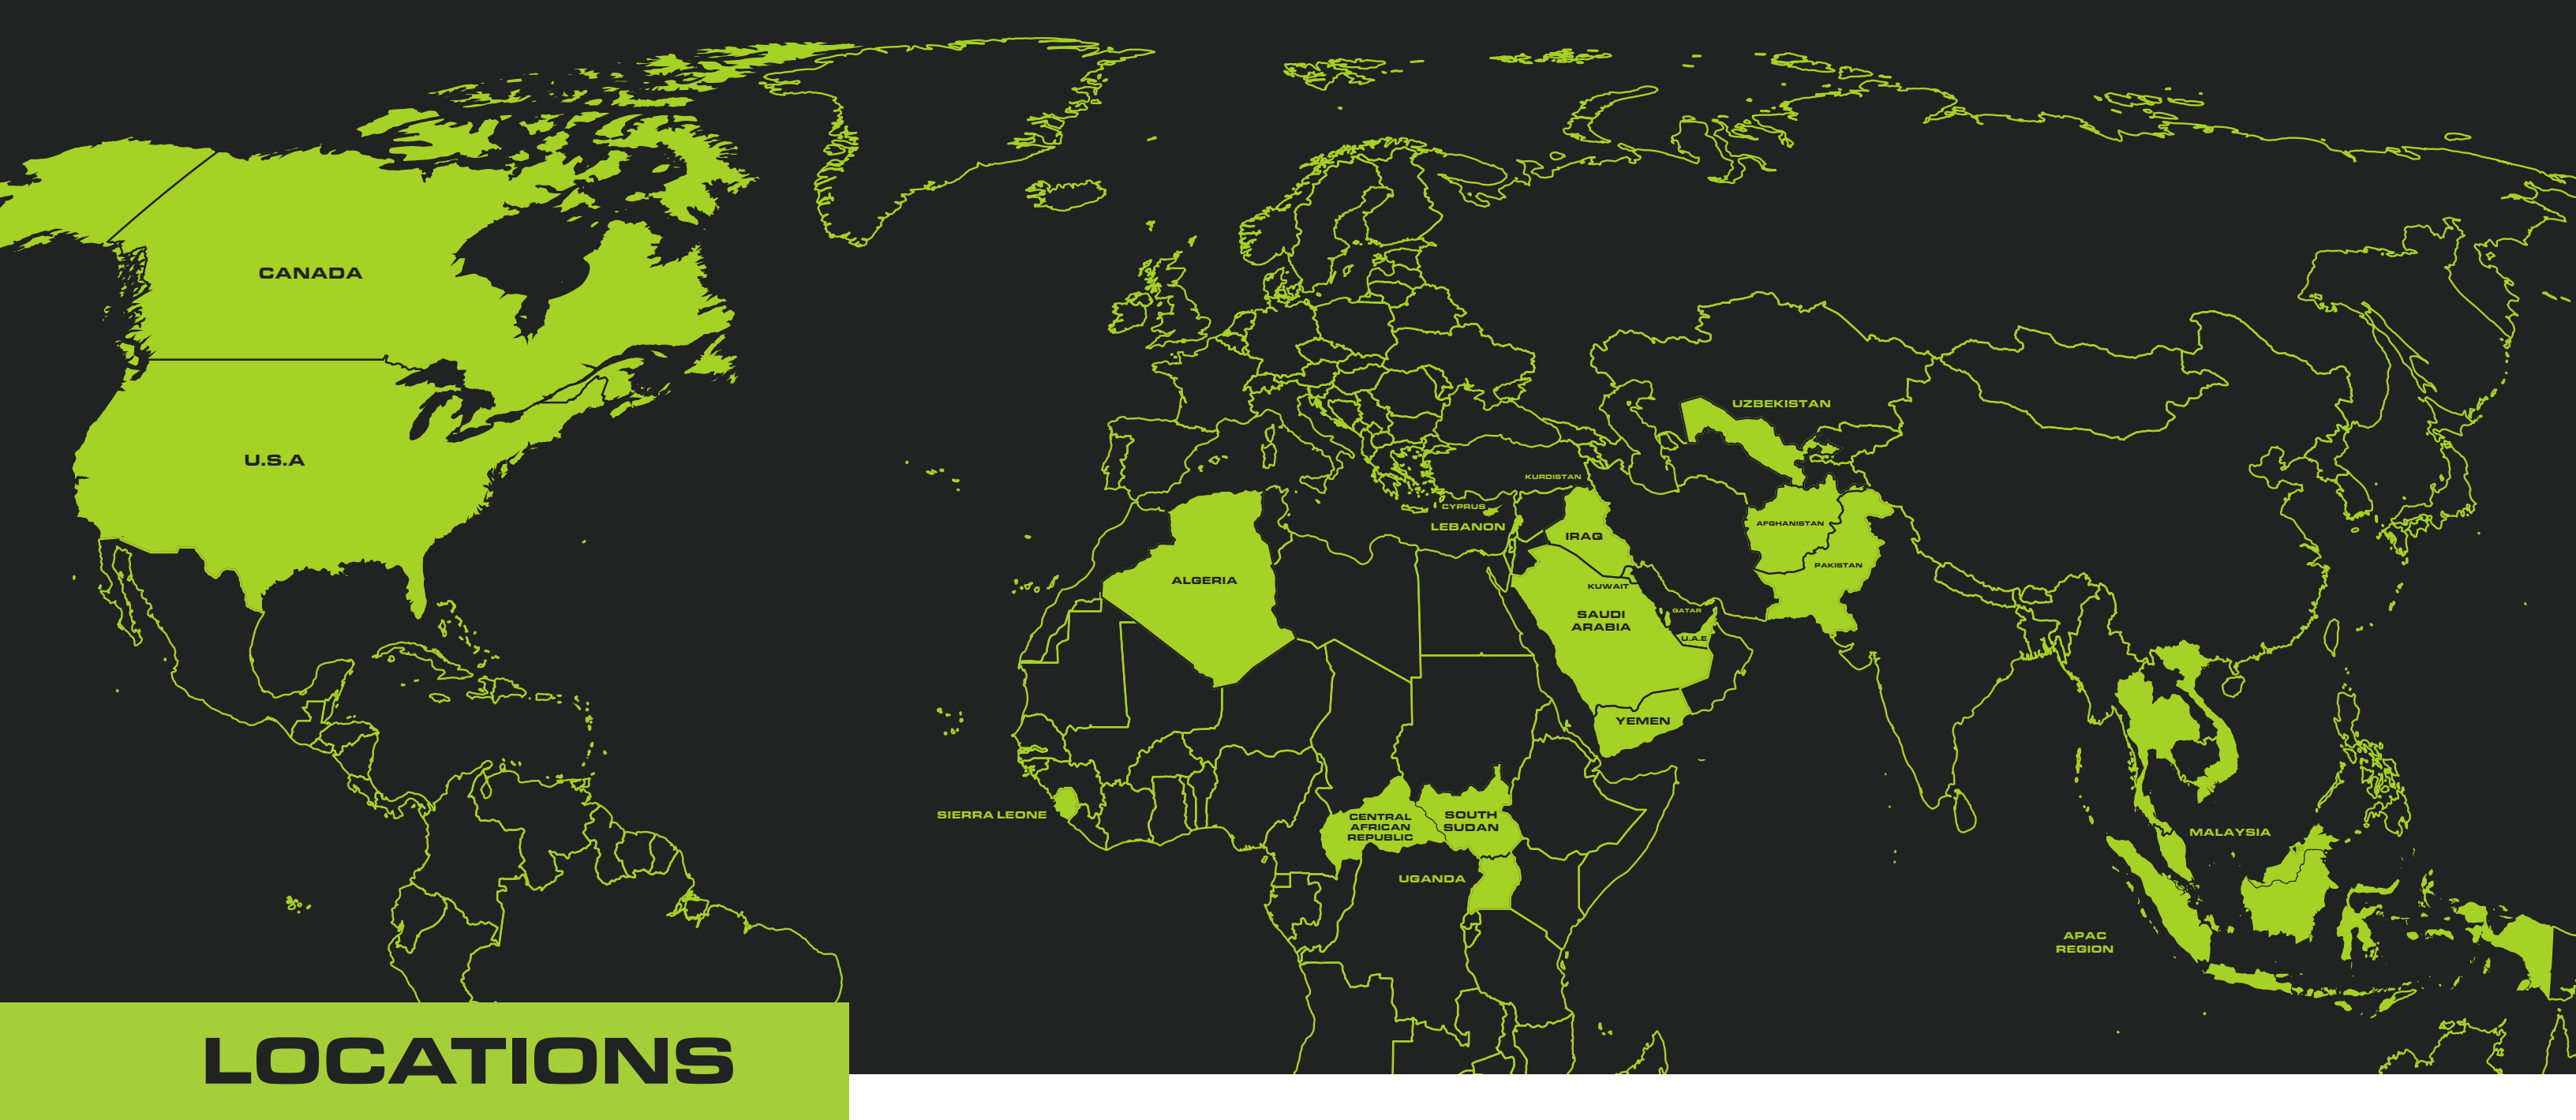 CANADA
U.S.A
UZBEKISTAN
KURDISTAN
CYPRUS
LEBANON
IRAQ
AFGHANISTAN
PAKISTAN
ALGERIA
KUWAIT
SAUDI
ARABIA
QATAR
U.A.E
YEMEN
SIERRA LEONE
CENTRAL
AFRICAN
REPUBLIC
SOUTH
SUDAN
UGANDA
MALAYSIA
APAC
REGION
LOCATIONS